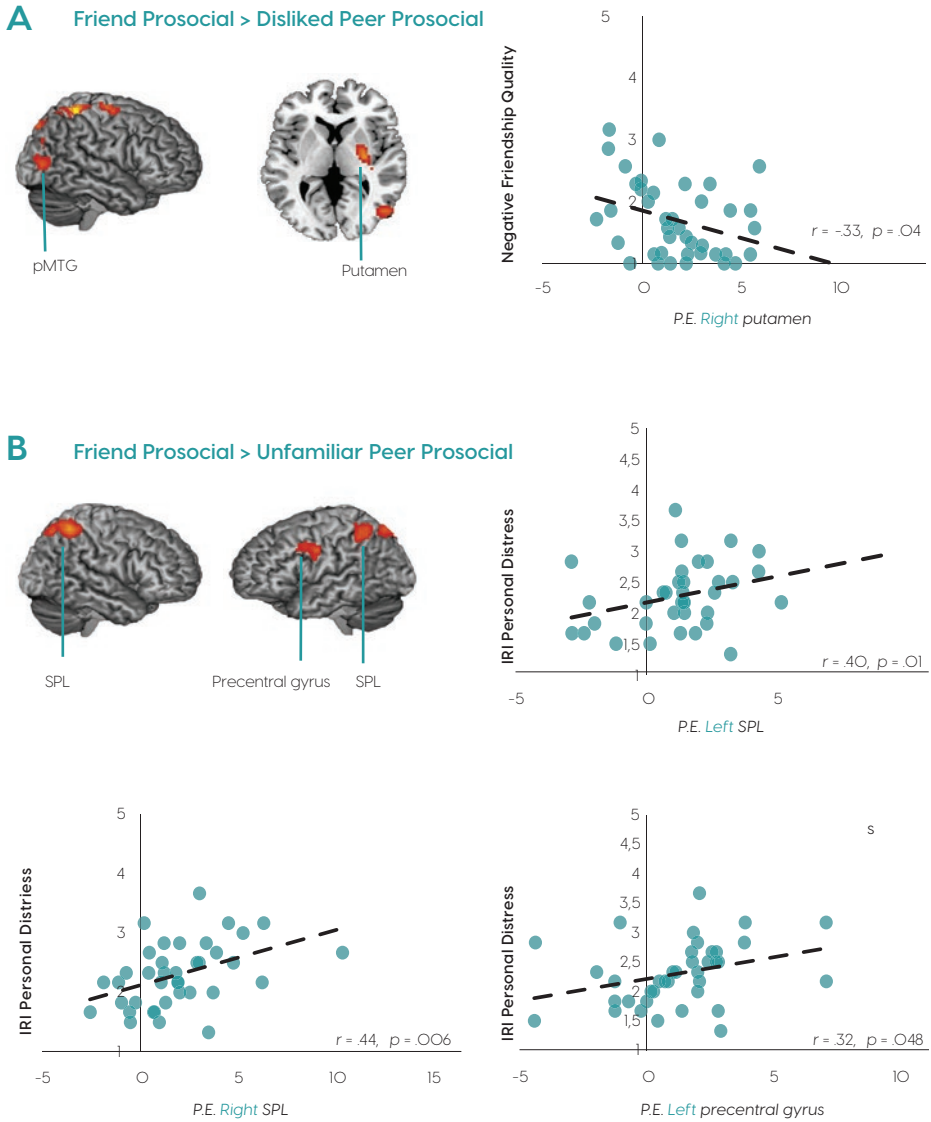 A
Friend Prosocial > Disliked Peer Prosocial
pMTG
Putamen
Negative Friendship Quality
5
4
3
2
1
r = -.33, p = .04
-5
0
5
10
P.E. Right putamen
B
Friend Prosocial > Unfamiliar Peer Prosocial
SPL
Precentral gyrus
SPL
IRI Personal Distress
5
4,5
4
3,5
3
2,5
2
1,5
1
r = .40, p = .01
-5
0
5
P.E. Left SPL
IRI Personal Distriess
5
4
3
2
1
r = .44, p = .006
-5
0
5
10
15
P.E. Right SPL
IRI Personal Distress
5
4,5
4
3,5
3
2,5
2
1,5
1
s
r = .32, p = .048
-5
0
5
10
P.E. Left precentral gyrus